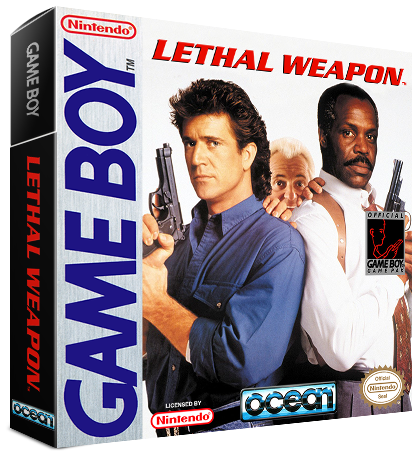 GAME BOY
LETHAL WEAPON
Nintendo®
GAME BOY™
LETHAL WEAPON™
OFFICIAL
GAME BOY®
GAME PAK
Official
Nintendo
Seal
LICENSED BY
Nintendo®
ocean
ocean